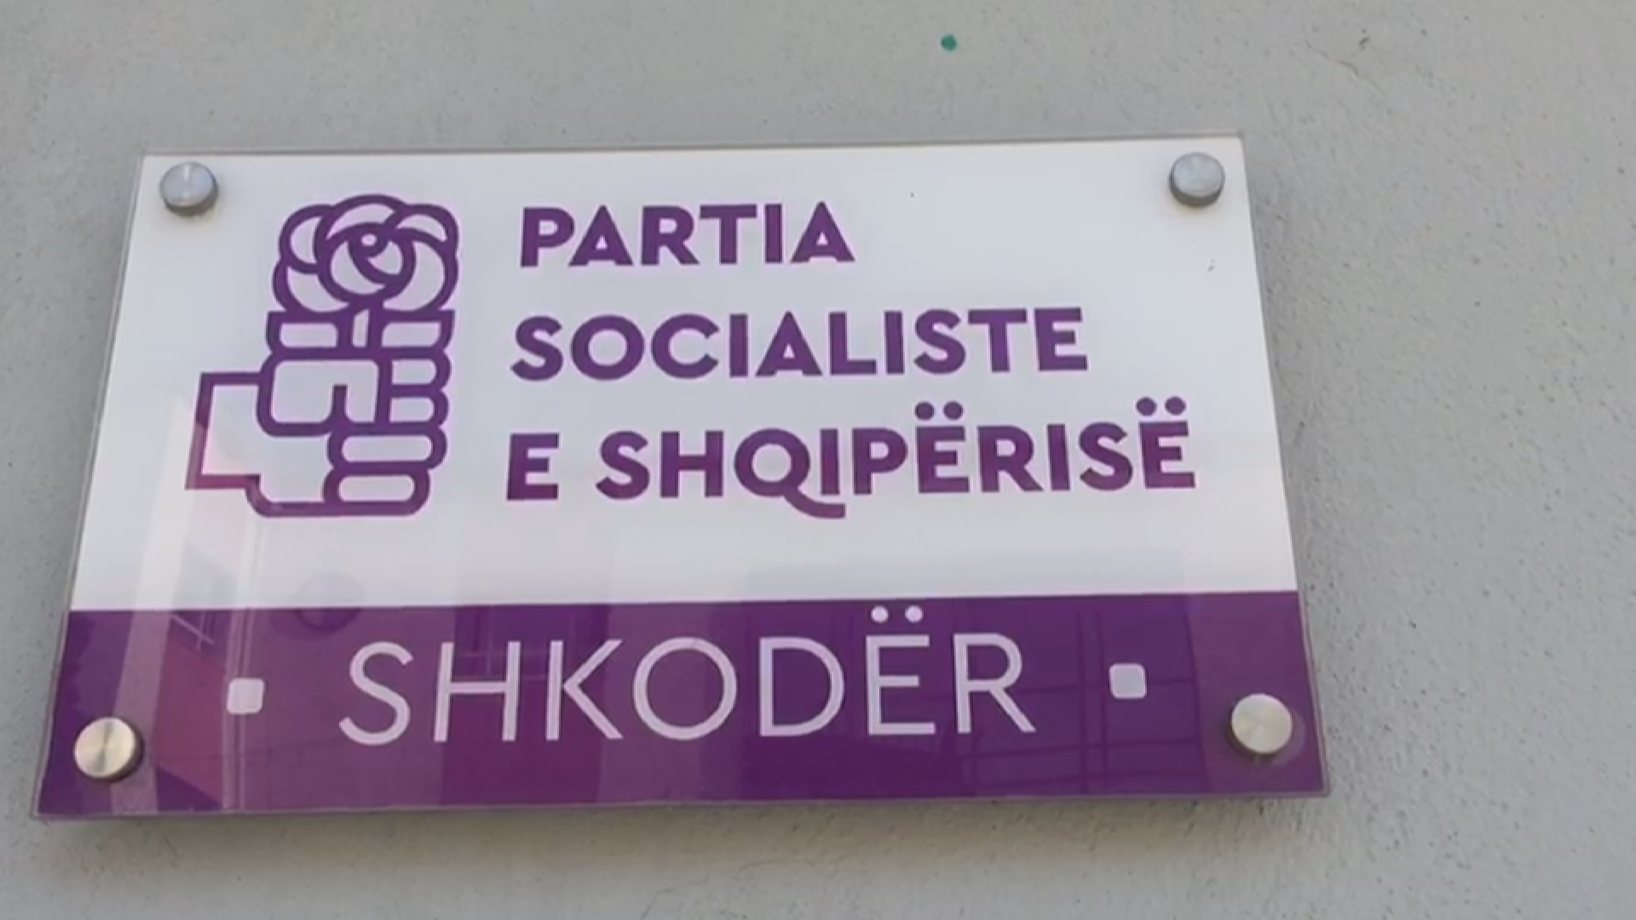 PARTIA
SOCIALISTE
E SHQIPËRISË
SHKODËR